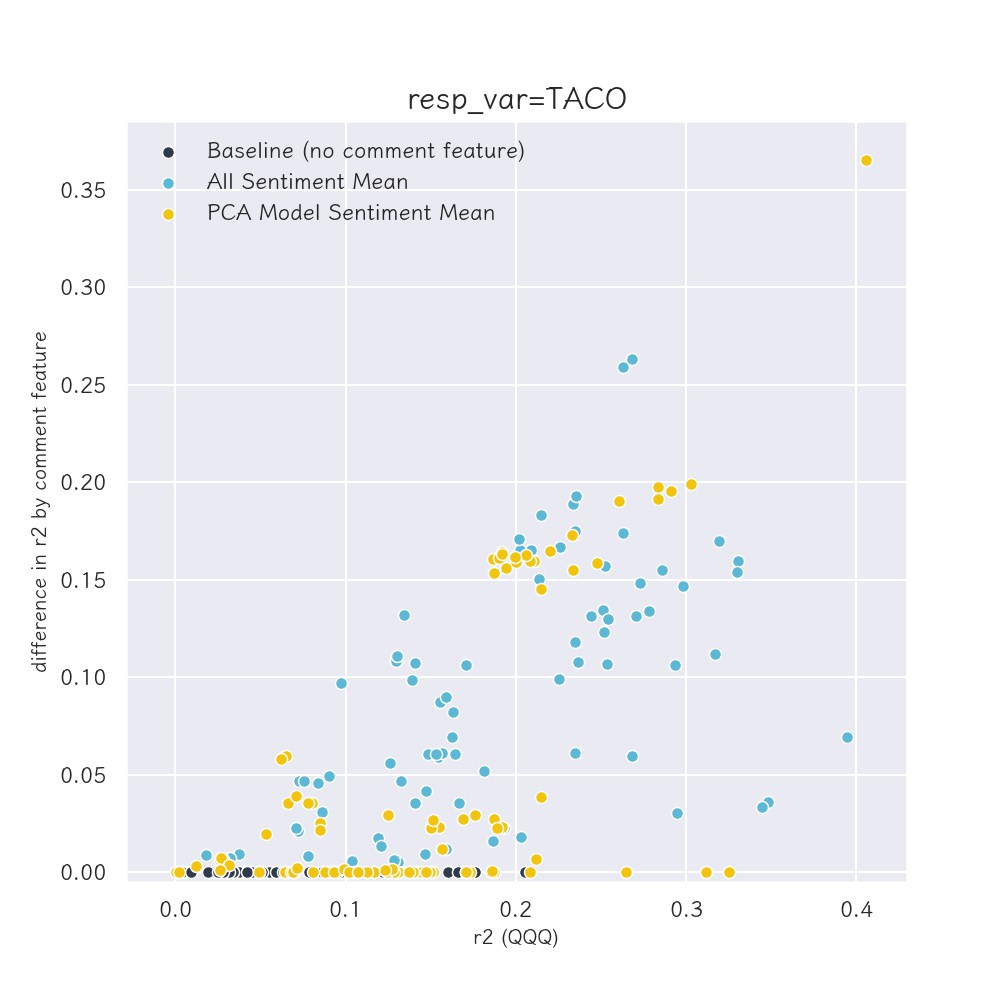 resp_var=TACO
Baseline (no comment feature)
All Sentiment Mean
PCA Model Sentiment Mean
difference in r2 by comment feature
0.35
0.30
0.25
0.20
0.15
0.10
0.05
0.00
0.0 0.1 0.2 0.3 0.4
r2 (QQQ)